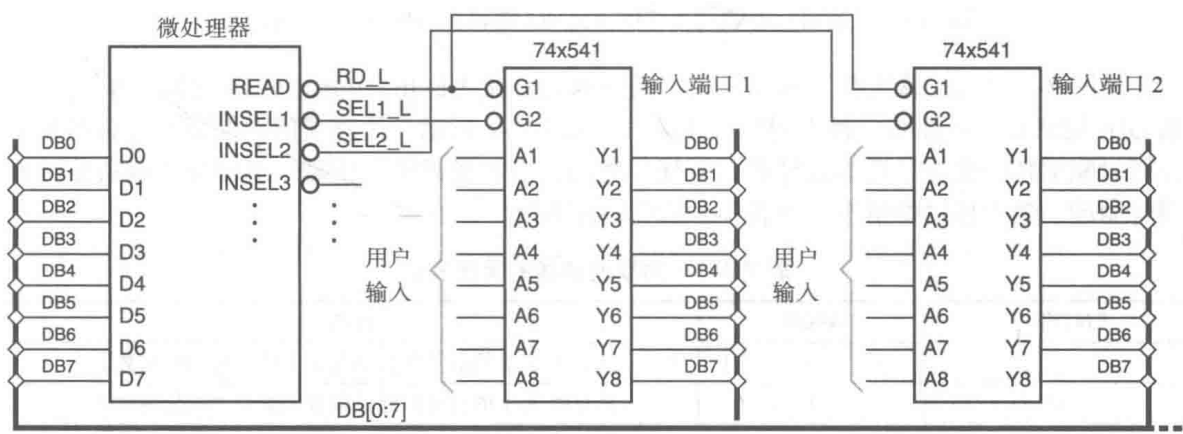 微处理器
READ
INSEL1
INSEL2
INSEL3
RD_L
SEL1_L
SEL2_L
DB0 D0
DB1 D1
DB2 D2
DB3 D3
DB4 D4
DB5 D5
DB6 D6
DB7 D7
DB[0:7]
74x541
输入端口 1
G1
G2
用户
输入
A1 Y1 DB0
A2 Y2 DB1
A3 Y3 DB2
A4 Y4 DB3
A5 Y5 DB4
A6 Y6 DB5
A7 Y7 DB6
A8 Y8 DB7
74x541
输入端口 2
G1
G2
用户
输入
A1 Y1 DB0
A2 Y2 DB1
A3 Y3 DB2
A4 Y4 DB3
A5 Y5 DB4
A6 Y6 DB5
A7 Y7 DB6
A8 Y8 DB7